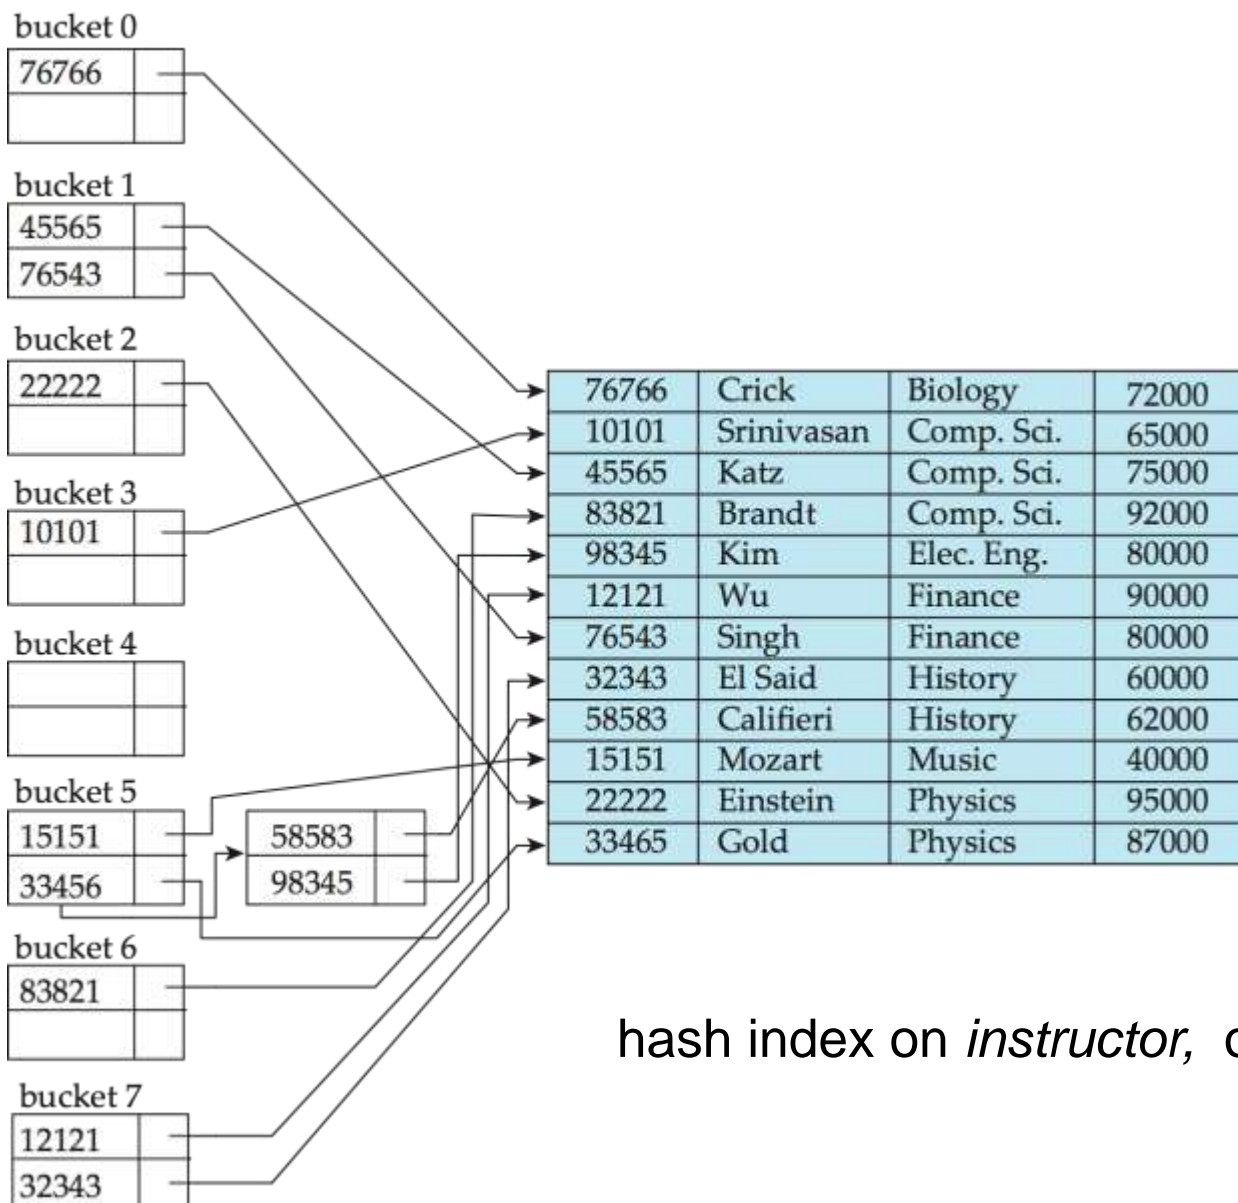 bucket 0
76766
bucket 1
45565
76543
bucket 2
22222
bucket 3
10101
bucket 4
bucket 5
15151
33456
58583
98345
bucket 6
83821
bucket 7
12121
32343
76766 Crick Biology 72000
10101 Srinivasan Comp. Sci. 65000
45565 Katz Comp. Sci. 75000
83821 Brandt Comp. Sci. 92000
98345 Kim Elec. Eng. 80000
12121 Wu Finance 90000
76543 Singh Finance 80000
32343 El Said History 60000
58583 Califieri History 62000
15151 Mozart Music 40000
22222 Einstein Physics 95000
33465 Gold Physics 87000
hash index on instructor,